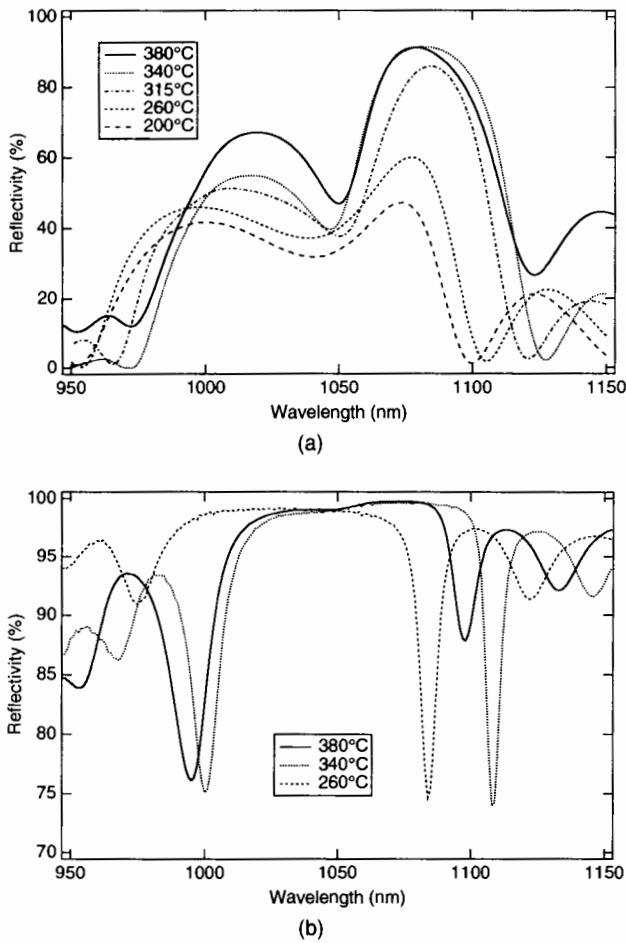 100
80
60
40
20
0
Reflectivity (%)
380°C
340°C
315°C
260°C
200°C
950 1000 1050 1100 1150
Wavelength (nm)
(a)
100
95
90
85
80
75
70
Reflectivity (%)
380°C
340°C
260°C
950 1000 1050 1100 1150
Wavelength (nm)
(b)